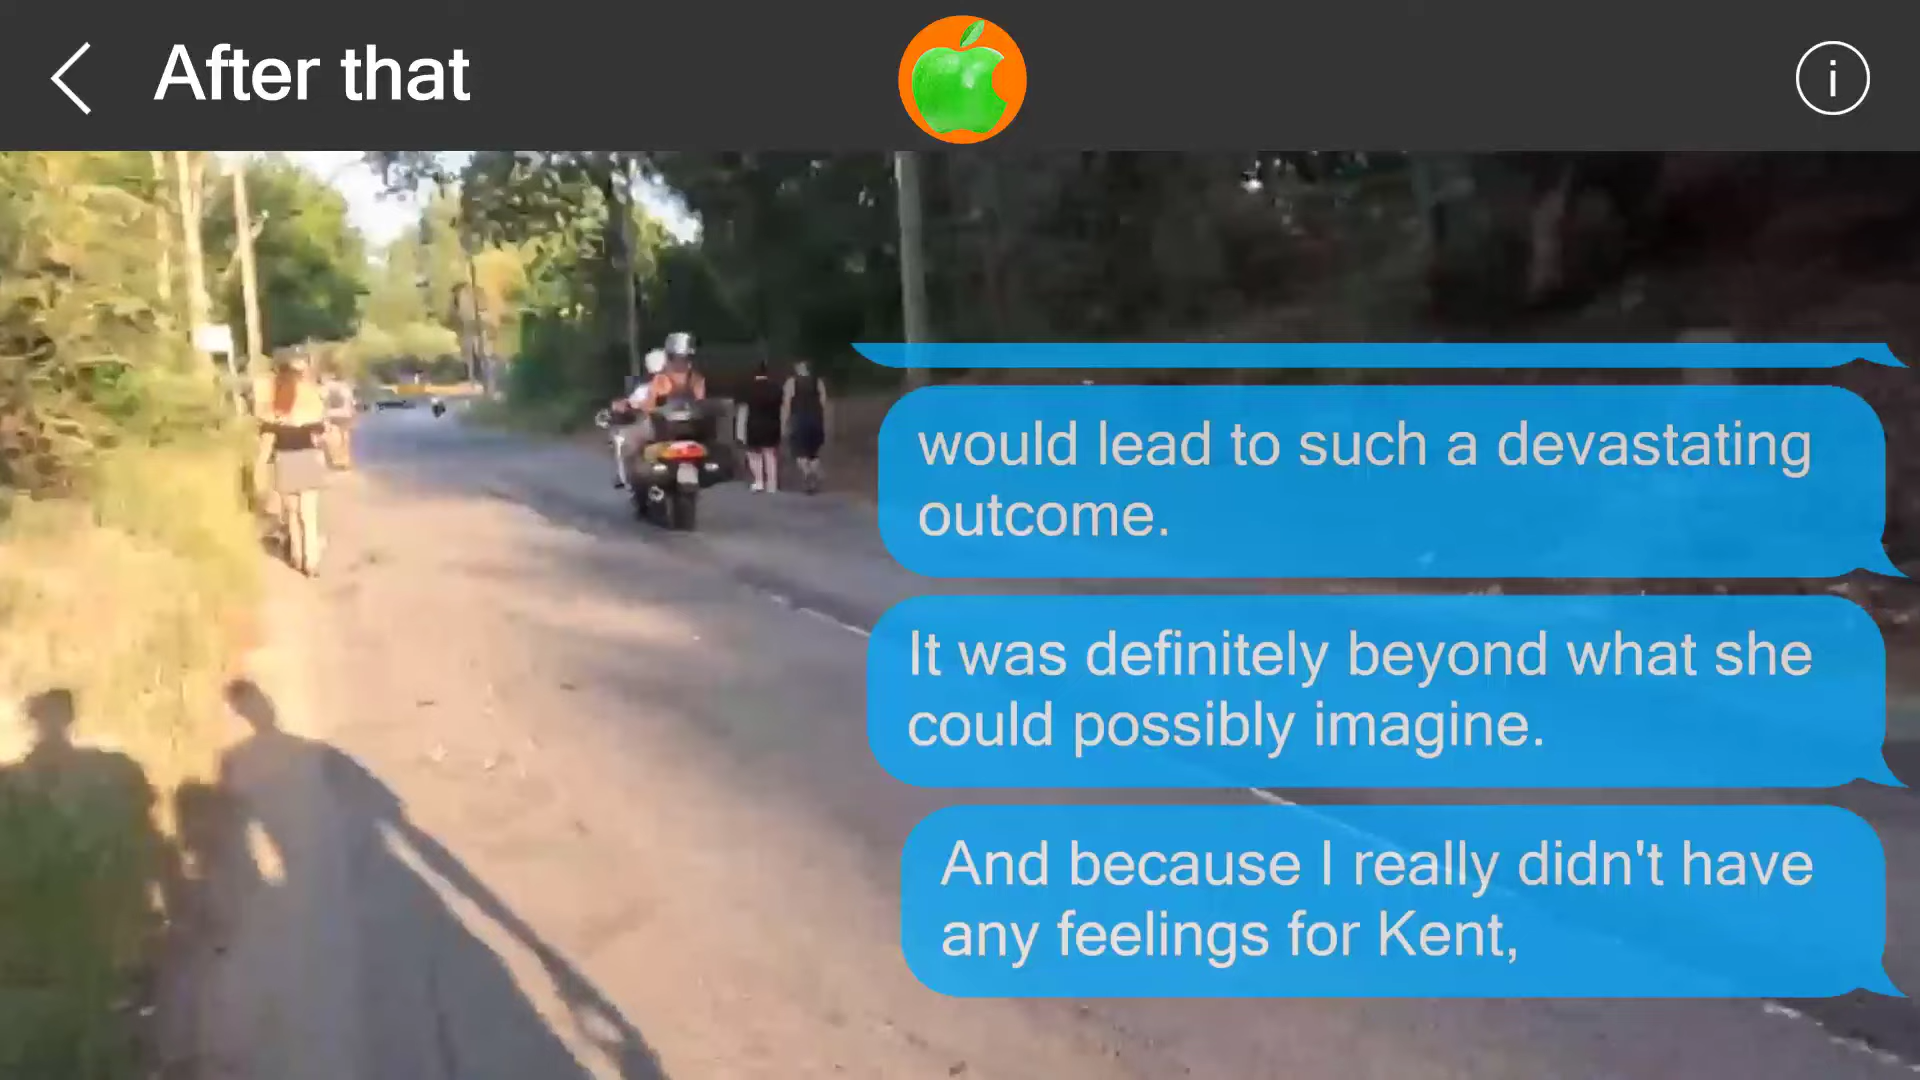 After that
would lead to such a devastating
outcome.
It was definitely beyond what she
could possibly imagine.
And because I really didn't have
any feelings for Kent,